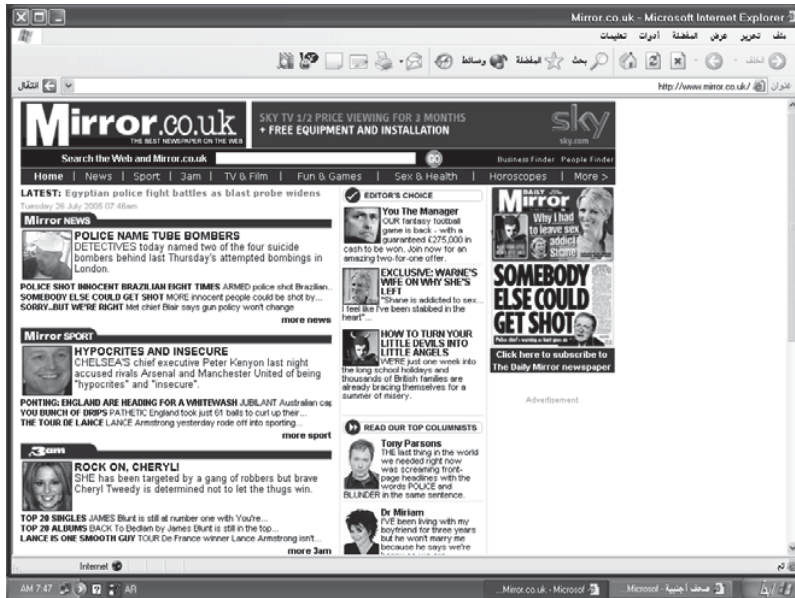 Mirror.co.uk - Microsoft Internet Explorer
ملف تحرير عرض المفضلة أدوات تعليمات
الخلف بحث المفضلة وسائط
عنوان http://www.mirror.co.uk/ انتقال
Mirror.co.uk
THE BEST NEWSPAPER ON THE WEB
SKY TV 1/2 PRICE VIEWING FOR 3 MONTHS
+ FREE EQUIPMENT AND INSTALLATION
sky
sky.com
Search the Web and Mirror.co.uk GO Business Finder People Finder
Home | News | Sport | 3am | TV & Film | Fun & Games | Sex & Health | Horoscopes | More >
LATEST: Egyptian police fight battles as blast probe widens
Tuesday 26 July 2005 07:46am
Mirror NEWS
POLICE NAME TUBE BOMBERS
DETECTIVES today named two of the four suicide
bombers behind last Thursday's attempted bombings in
London.
POLICE SHOT INNOCENT BRAZILIAN EIGHT TIMES ARMED police shot Brazilian...
SOMEBODY ELSE COULD GET SHOT MORE innocent people could be shot by...
SORRY..BUT WE'RE RIGHT Met chief Blair says gun policy won't change
more news
Mirror SPORT
HYPOCRITES AND INSECURE
CHELSEA'S chief executive Peter Kenyon last night
accused rivals Arsenal and Manchester United of being
"hypocrites" and "insecure".
PONTING: ENGLAND ARE HEADING FOR A WHITEWASH JUBILANT Australian cap
YOU BUNCH OF DRIPS PATHETIC England took just 61 balls to curl up their...
THE TOUR DE LANCE LANCE Armstrong yesterday rode off into sporting...
more sport
3am
ROCK ON, CHERYL!
SHE has been targeted by a gang of robbers but brave
Cheryl Tweedy is determined not to let the thugs win.
TOP 20 SINGLES JAMES Blunt is still at number one with You're...
TOP 20 ALBUMS BACK To Bedlam by James Blunt is still in the top...
LANCE IS ONE SMOOTH GUY TOUR De France winner Lance Armstrong isn't...
more 3am
EDITOR'S CHOICE
You The Manager
OUR fantasy football
game is back - with a
guaranteed £275,000 in
cash to be won. Join now for an
amazing two-for-one offer.
EXCLUSIVE: WARNE'S
WIFE ON WHY SHE'S
LEFT
"Shane is addicted to sex...
I feel like I've been stabbed in the
heart"...
HOW TO TURN YOUR
LITTLE DEVILS INTO
LITTLE ANGELS
WE'RE just one week into
the long school holidays and
thousands of British families are
already bracing themselves for a
summer of misery.
READ OUR TOP COLUMNISTS
Tony Parsons
THE last thing in the world
we needed right now
was screaming front-
page headlines with the
words POLICE and
BLUNDER in the same sentence.
Dr Miriam
I'VE been living with my
boyfriend for three years
but he won't marry me
because he says we're
DAILY
Mirror
Why I had
to leave sex
addict
Shane
SOMEBODY
ELSE COULD
GET SHOT
Click here to subscribe to
The Daily Mirror newspaper
Advertisement
Internet
AM 7:47 AR
...Mirror.co.uk - Microsof
صحف أجنبية - Microsof...